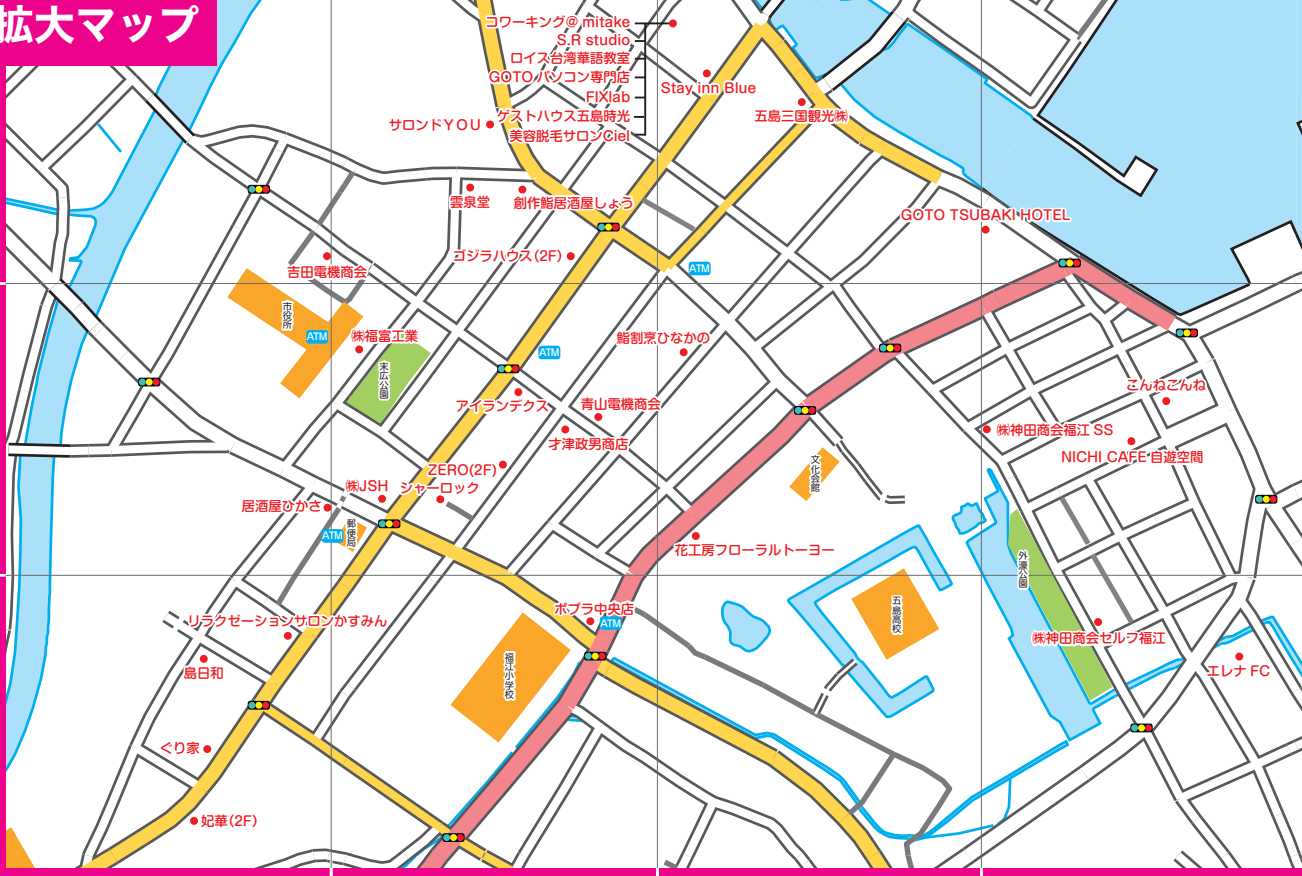 拡大マップ
コワーキング@ mitake
S.R studio
ロイス台湾華語教室
GOTO パソコン専門店
FIXlab
ゲストハウス五島時光
美容脱毛サロンCiel
サロンドＹＯＵ
Stay inn Blue
五島三国観光㈱
雲泉堂
創作鮨居酒屋しょう
GOTO TSUBAKI HOTEL
ゴジラハウス(2F)
ATM
吉田電機商会
市役所
ATM
㈱福富工業
末広公園
ATM
鮨割烹ひなかの
アイランデクス
青山電機商会
才津政男商店
こんねこんね
㈱神田商会福江 SS
NICHI CAFE 自遊空間
ZERO(2F)
シャーロック
㈱JSH
居酒屋ひかさ
ATM
郵便局
文化会館
花工房フローラルトーヨー
外濠公園
五島高校
ポプラ中央店
ATM
リラクゼーションサロンかすみん
㈱神田商会セルフ福江
島日和
福江小学校
エレナ FC
ぐり家
妃華(2F)